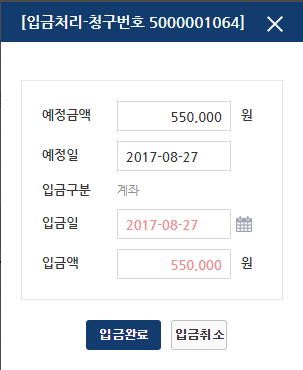 [입금처리-청구번호 5000001064]
예정금액 550,000 원
예정일 2017-08-27
입금구분 계좌
입금일 2017-08-27
입금액 550,000 원
입금완료 입금취소